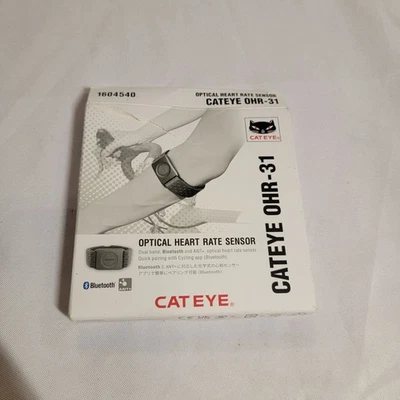 1604540
OPTICAL HEART RATE SENSOR
CATEYE OHR-31
CATEYE®
CATEYE OHR-31
OPTICAL HEART RATE SENSOR
Dual band, Bluetooth and ANT+, optical heart rate sensor
Quick pairing with Cycling app (Bluetooth)
Bluetooth
CATEYE®